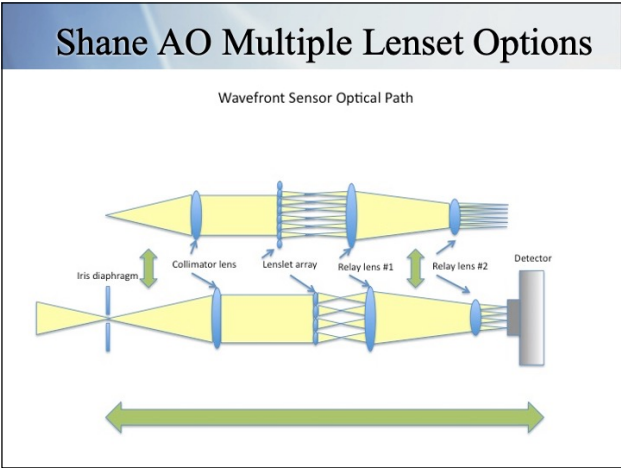 Shane AO Multiple Lenset Options
Wavefront Sensor Optical Path
Collimator lens
Lenslet array
Relay lens #1
Relay lens #2
Detector
Iris diaphragm